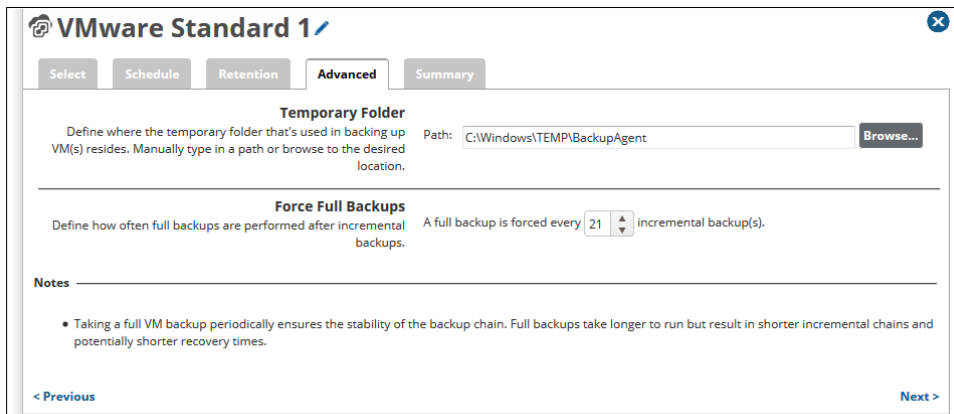 VMware Standard 1
Select Schedule Retention Advanced Summary
Temporary Folder
Define where the temporary folder that's used in backing up
VM(s) resides. Manually type in a path or browse to the desired
location.
Path: C:\Windows\TEMP\BackupAgent Browse...
Force Full Backups
Define how often full backups are performed after incremental
backups.
A full backup is forced every 21 incremental backup(s).
Notes
• Taking a full VM backup periodically ensures the stability of the backup chain. Full backups take longer to run but result in shorter incremental chains and
potentially shorter recovery times.
< Previous Next >